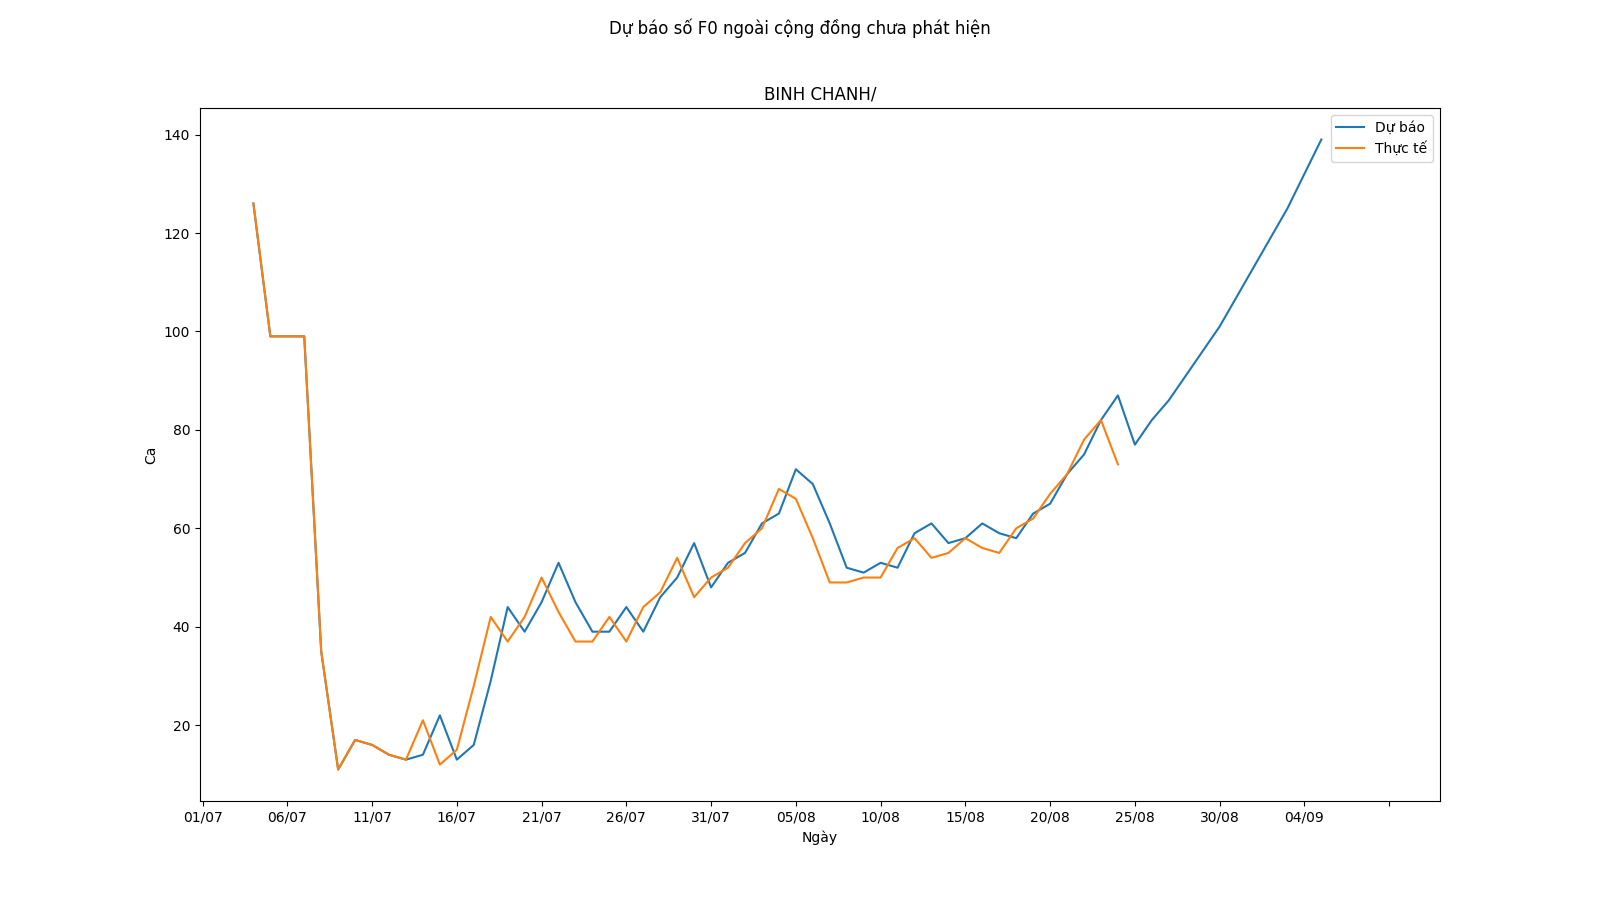 Dự báo số F0 ngoài cộng đồng chưa phát hiện
BINH CHANH/
Dự báo
Thực tế
140
120
100
80
60
40
20
Ca
01/07 06/07 11/07 16/07 21/07 26/07 31/07 05/08 10/08 15/08 20/08 25/08 30/08 04/09
Ngày